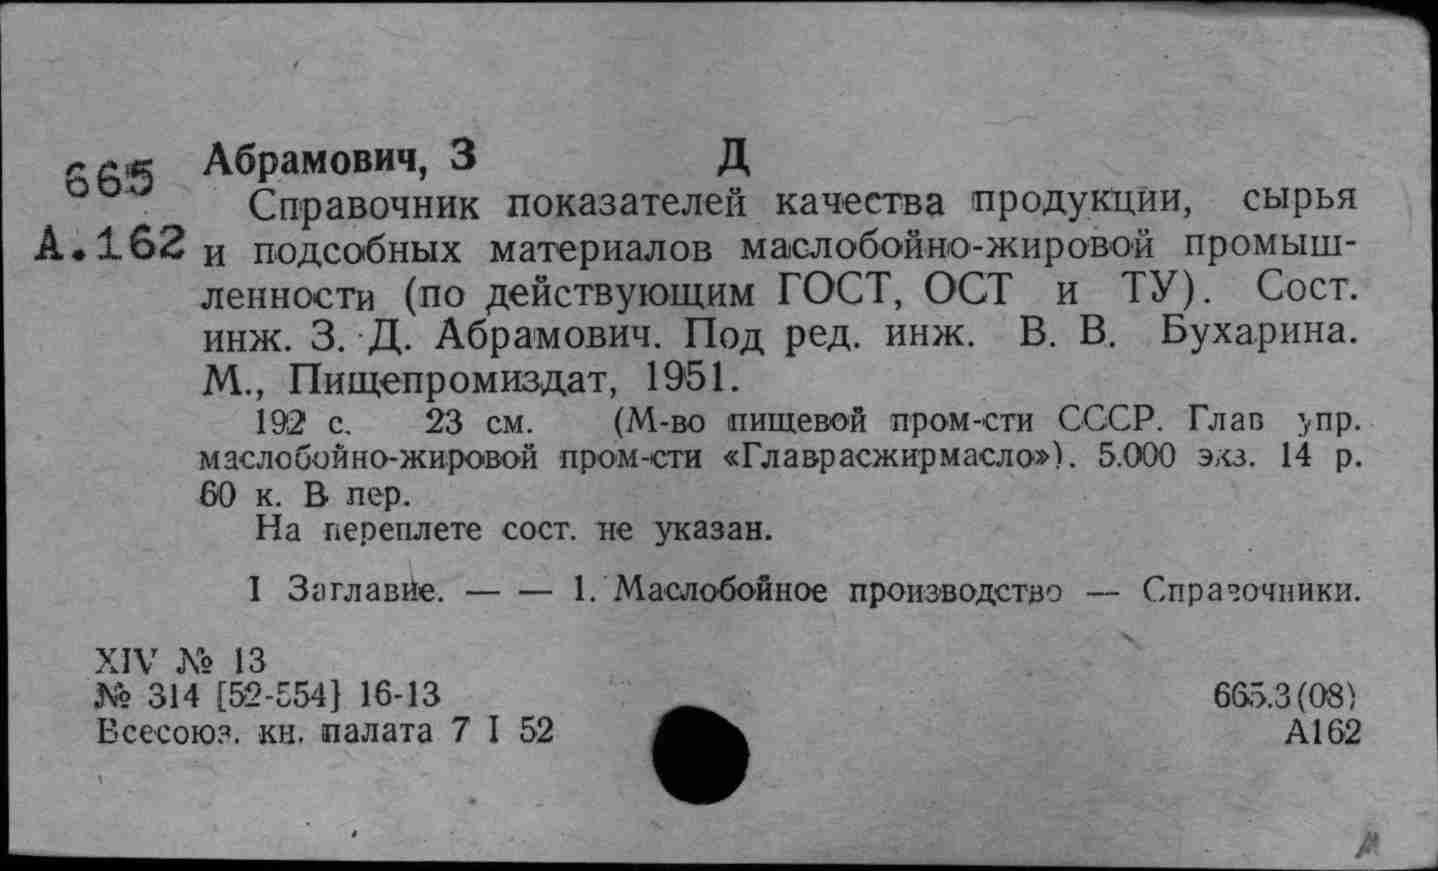 665 Абрамович, З Д
Справочник показателей качества продукции, сырья
А.162 и подсобных материалов маслобойно-жировой промыш-
ленности (по действующим ГОСТ, ОСТ и ТУ). Сост.
инж. З. Д. Абрамович. Под ред. инж. В. В. Бухарина.
М., Пищепромиздат, 1951.
192 с. 23 см. (М-во пищевой пром-сти СССР. Глав упр.
маслобойно-жировой пром-сти «Главрасжирмасло»). 5.000 экз. 14 р.
60 к. В пер.
На переплете сост. не указан.
I Заглавие. — — 1. Маслобойное производство — Справочники.
XIV № 13
№ 314 [52-554] 16-13
665.3(08)
Всесоюз. кн. палата 7 I 52
А162